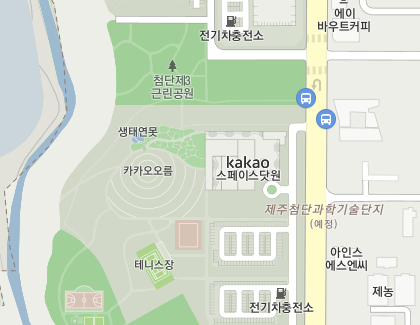 전기차충전소
에이
바우트커피
첨단제3
근린공원
생태연못
카카오오름
kakao
스페이스닷원
제주첨단과학기술단지
(예정)
테니스장
아인스
에스엔씨
제농
전기차충전소